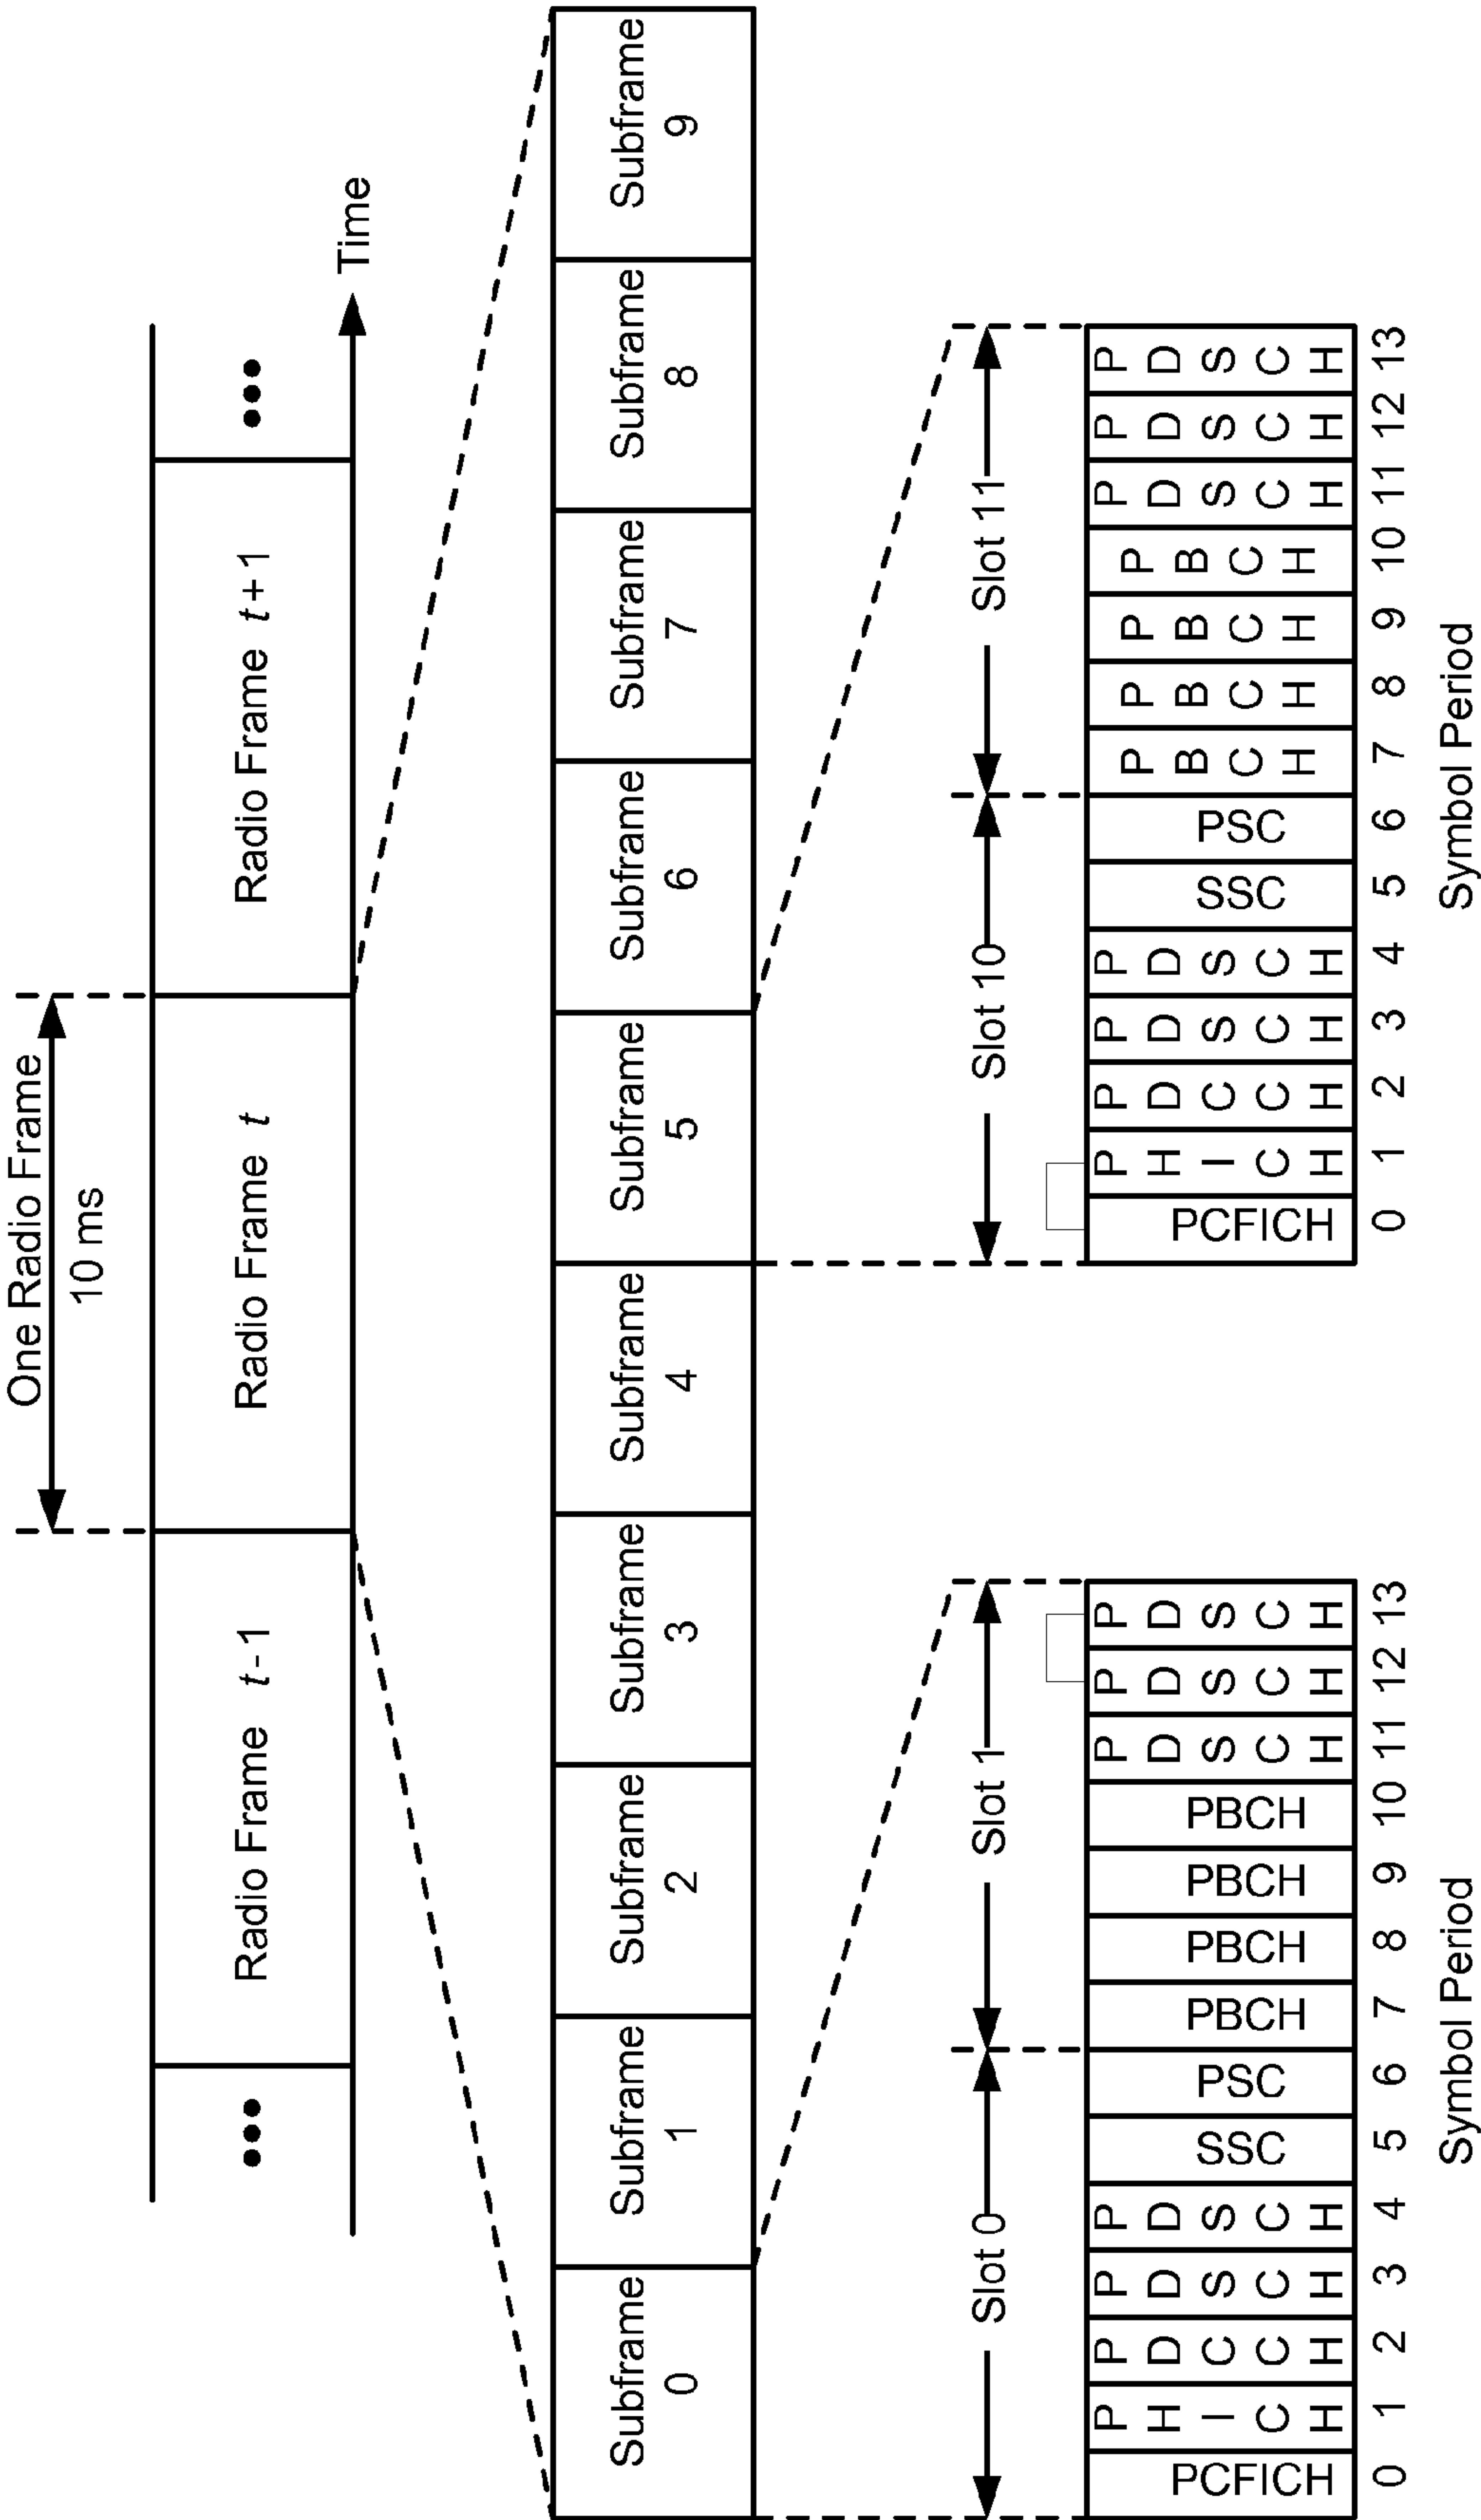 One Radio Frame
10 ms
••• Radio Frame t-1 Radio Frame t Radio Frame t+1 •••
Time
Subframe 0 Subframe 1 Subframe 2 Subframe 3 Subframe 4 Subframe 5 Subframe 6 Subframe 7 Subframe 8 Subframe 9
Slot 0 Slot 1
PCFICH PHICH PDCCH PDSCH PDSCH SSC PSC PBCH PBCH PBCH PBCH PDSCH PDSCH PDSCH
0 1 2 3 4 5 6 7 8 9 10 11 12 13
Symbol Period
Slot 10 Slot 11
PCFICH PHICH PDCCH PDSCH PDSCH SSC PSC PBCH PBCH PBCH PBCH PDSCH PDSCH PDSCH
0 1 2 3 4 5 6 7 8 9 10 11 12 13
Symbol Period